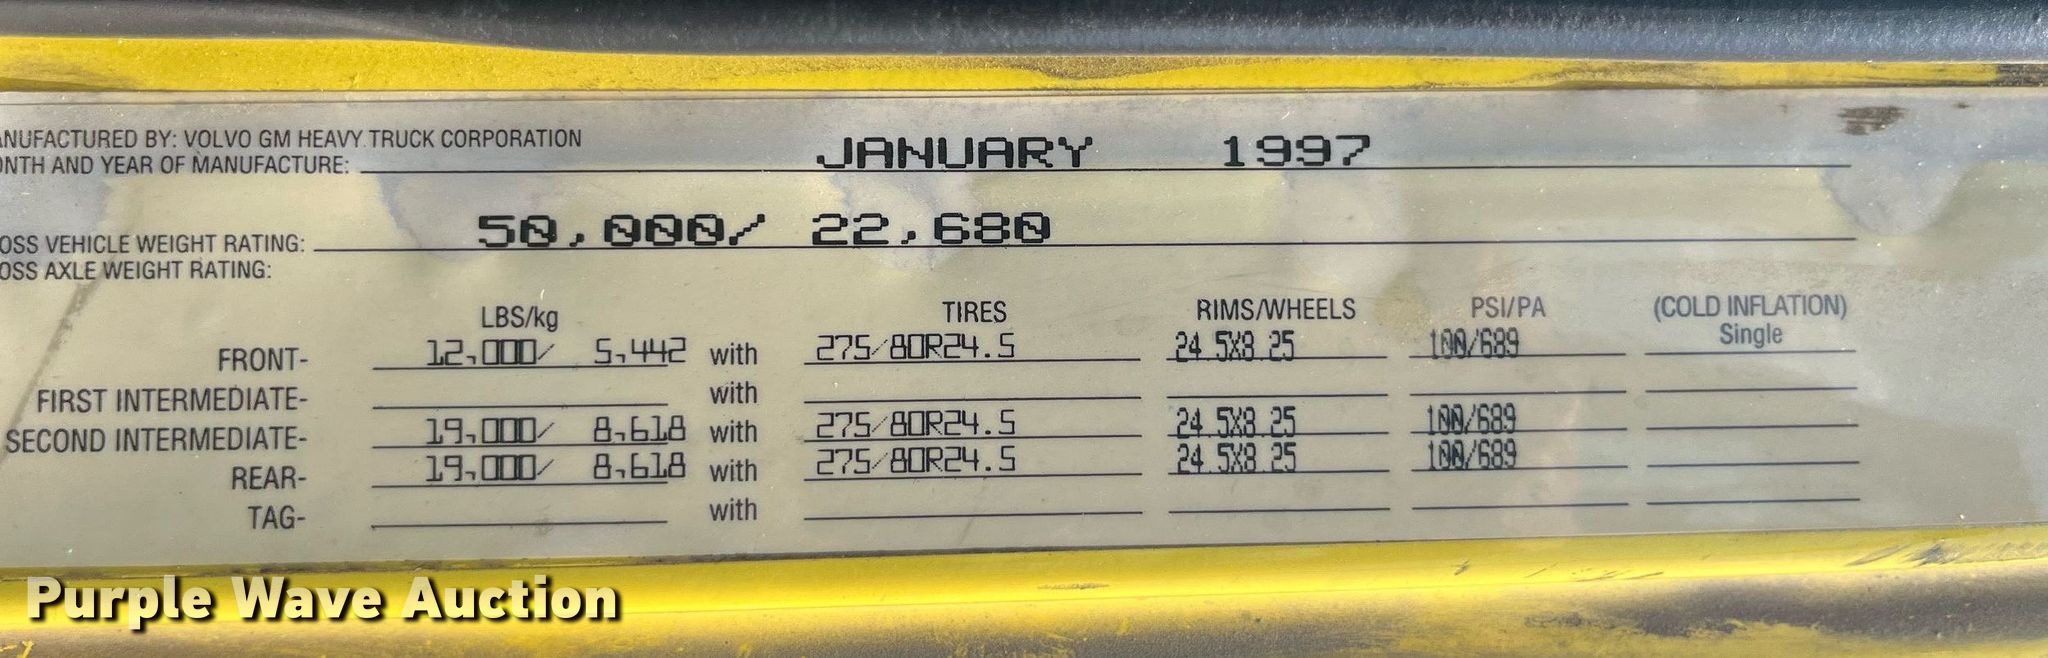 ANUFACTURED BY: VOLVO GM HEAVY TRUCK CORPORATION
ONTH AND YEAR OF MANUFACTURE: JANUARY 1997
OSS VEHICLE WEIGHT RATING: 50,000/ 22,680
OSS AXLE WEIGHT RATING:
LBS/kg TIRES RIMS/WHEELS PSI/PA (COLD INFLATION)
Single
FRONT- 12,000/ 5,442 with 275/80R24.5 24.5X8.25 100/689
FIRST INTERMEDIATE- with
SECOND INTERMEDIATE- 19,000/ 8,618 with 275/80R24.5 24.5X8.25 100/689
REAR- 19,000/ 8,618 with 275/80R24.5 24.5X8.25 100/689
TAG- with
Purple Wave Auction